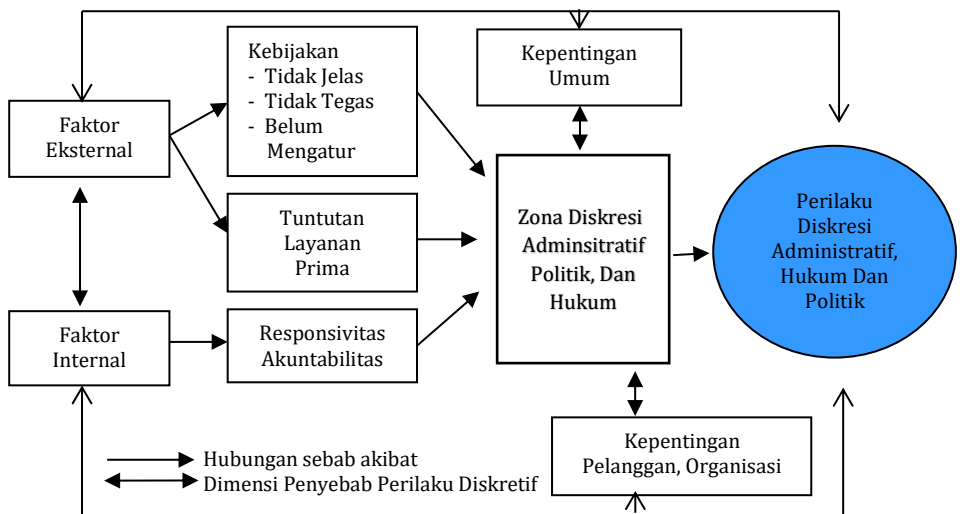 Faktor
Eksternal
Faktor
Internal
Kebijakan
- Tidak Jelas
- Tidak Tegas
- Belum
Mengatur
Tuntutan
Layanan
Prima
Responsivitas
Akuntabilitas
Kepentingan
Umum
Zona Diskresi
Adminsitratif
Politik, Dan
Hukum
Kepentingan
Pelanggan, Organisasi
Perilaku
Diskresi
Administratif,
Hukum Dan
Politik
Hubungan sebab akibat
Dimensi Penyebab Perilaku Diskretif